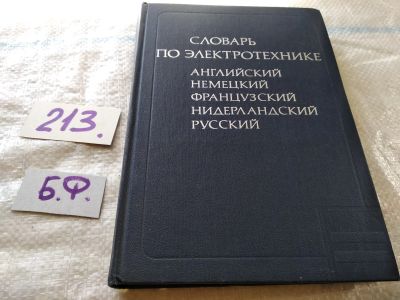 СЛОВАРЬ
ПО ЭЛЕКТРОТЕХНИКЕ
АНГЛИЙСКИЙ
НЕМЕЦКИЙ
ФРАНЦУЗСКИЙ
НИДЕРЛАНДСКИЙ
РУССКИЙ
213.
Б.Ф.